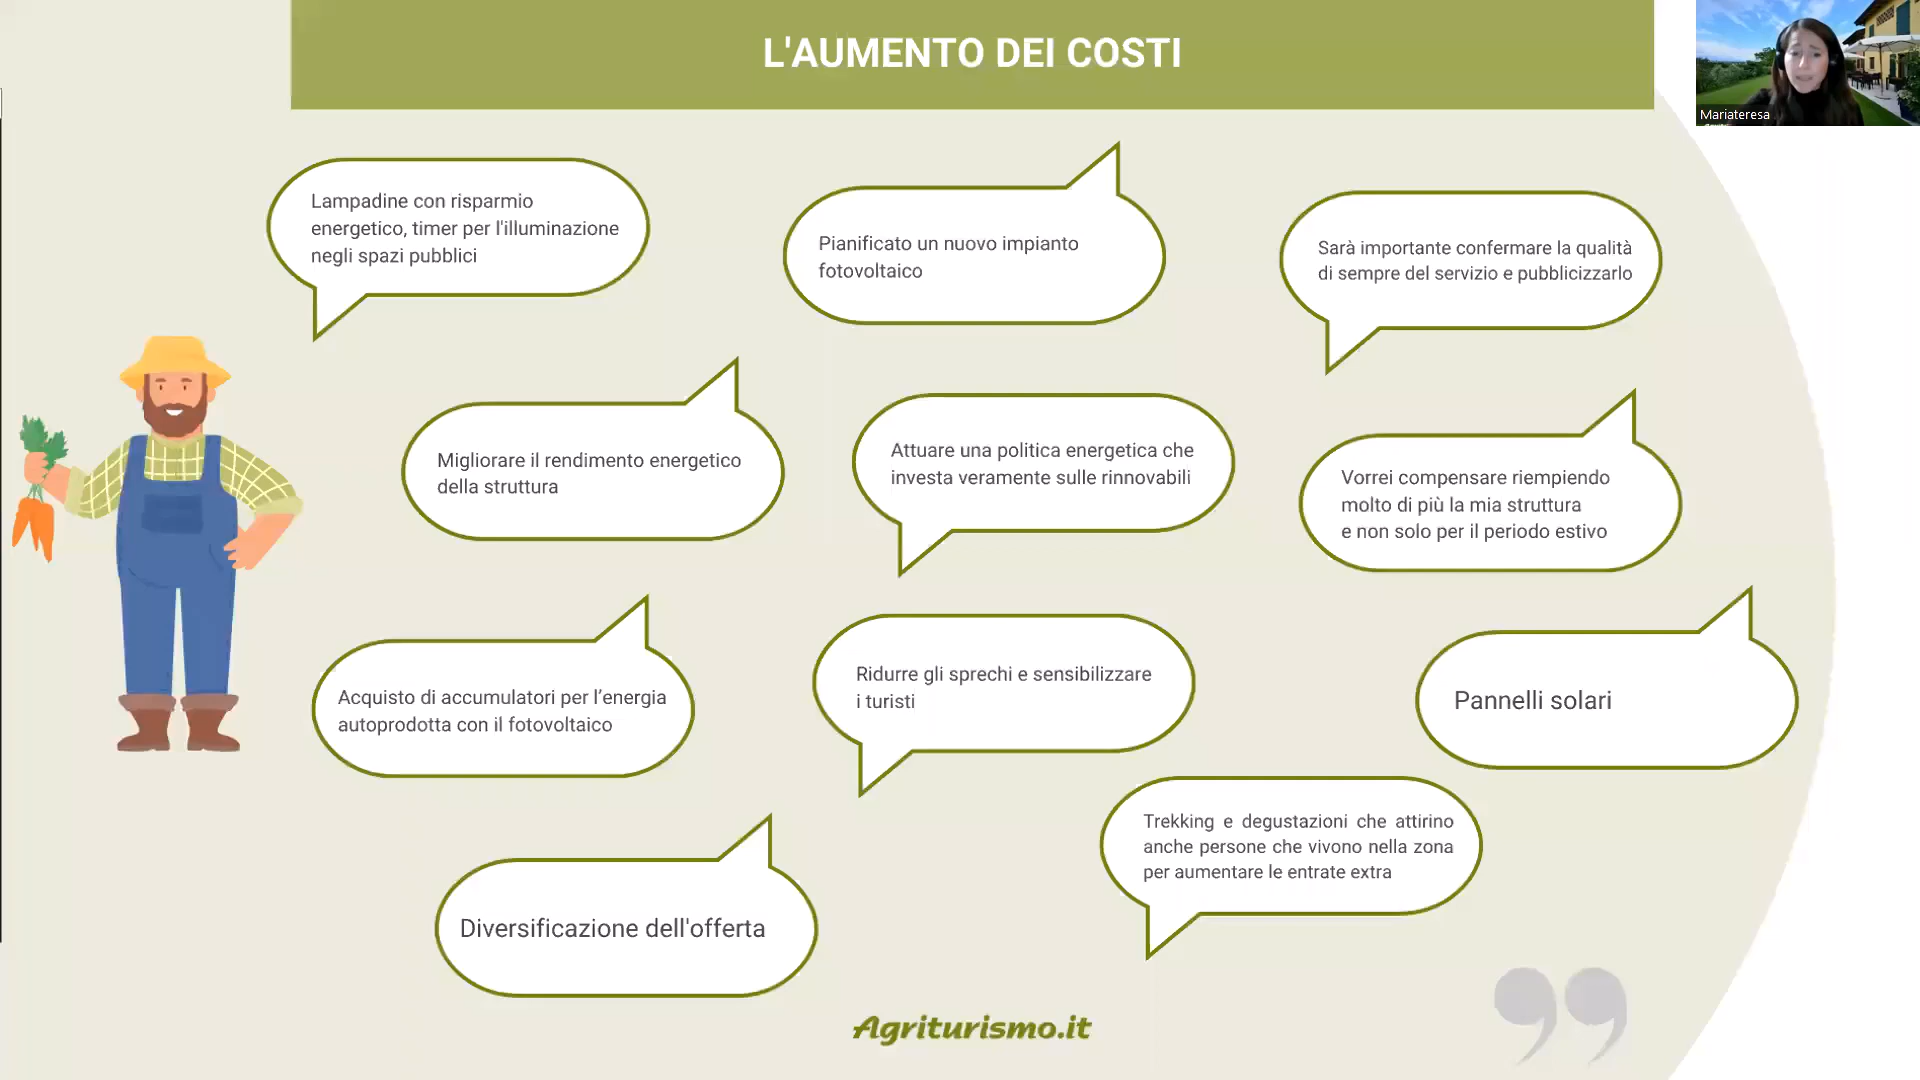 L'AUMENTO DEI COSTI
Mariateresa
Lampadine con risparmio
energetico, timer per l'illuminazione
negli spazi pubblici
Pianificato un nuovo impianto
fotovoltaico
Sarà importante confermare la qualità
di sempre del servizio e pubblicizzarlo
Migliorare il rendimento energetico
della struttura
Attuare una politica energetica che
investa veramente sulle rinnovabili
Vorrei compensare riempiendo
molto di più la mia struttura
e non solo per il periodo estivo
Acquisto di accumulatori per l’energia
autoprodotta con il fotovoltaico
Ridurre gli sprechi e sensibilizzare
i turisti
Pannelli solari
Trekking e degustazioni che attirino
anche persone che vivono nella zona
per aumentare le entrate extra
Diversificazione dell'offerta
Agriturismo.it